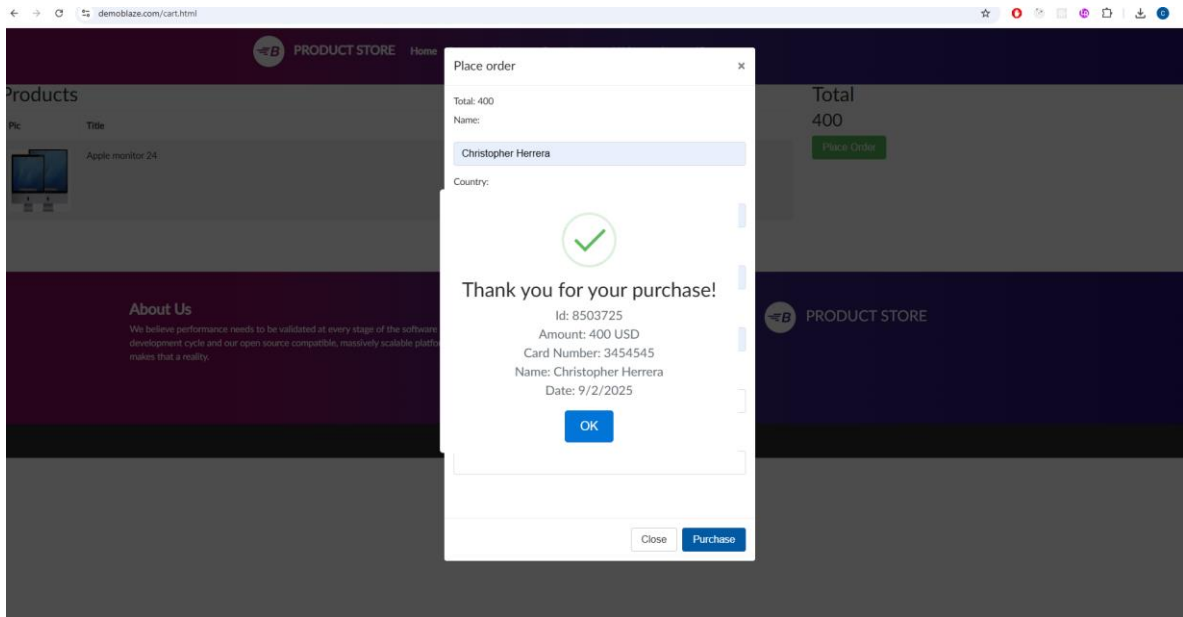 demoblaze.com/cart.html
PRODUCT STORE Home
Place order ×
Total: 400
Name:
Christopher Herrera
Country:
Products
Pic Title
Apple monitor 24
Total
400
Place Order
Thank you for your purchase!
Id: 8503725
Amount: 400 USD
Card Number: 3454545
Name: Christopher Herrera
Date: 9/2/2025
OK
About Us
We believe performance needs to be validated at every stage of the software
development cycle and our open source compatible, massively scalable platfo
makes that a reality.
PRODUCT STORE
Close Purchase